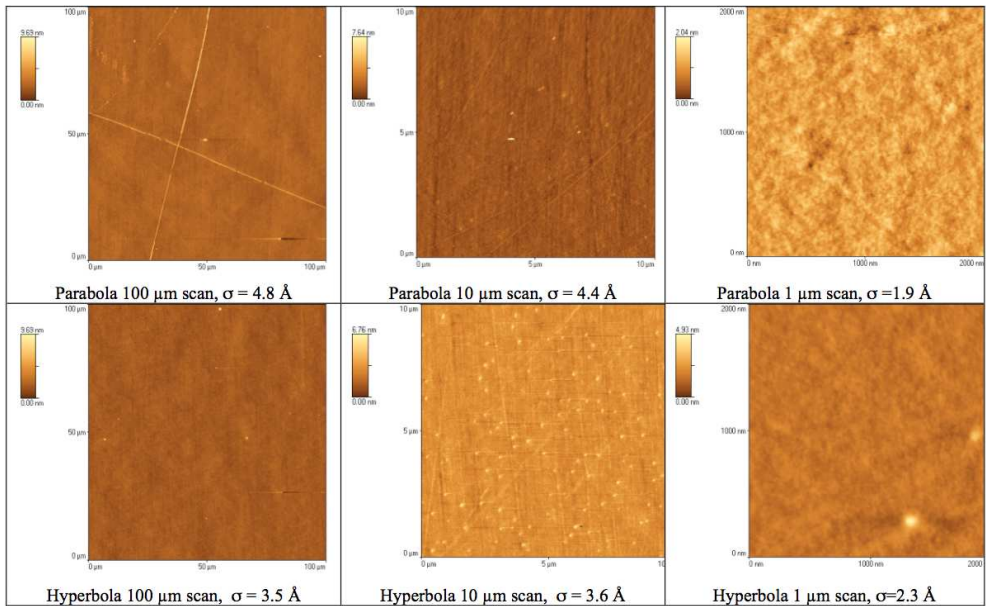 100 µm
9.69 nm
0.00 nm
50 µm
0 µm
0 µm
50 µm
100 µm
Parabola 100 µm scan, σ = 4.8 Å
10 µm
7.64 nm
0.00 nm
5 µm
0 µm
0 µm
5 µm
10 µm
Parabola 10 µm scan, σ = 4.4 Å
2000 nm
2.04 nm
0.00 nm
1000 nm
0 nm
0 nm
1000 nm
2000 nm
Parabola 1 µm scan, σ =1.9 Å
100 µm
9.69 nm
0.00 nm
50 µm
0 µm
0 µm
50 µm
100 µm
Hyperbola 100 µm scan, σ = 3.5 Å
10 µm
6.76 nm
0.00 nm
5 µm
0 µm
0 µm
5 µm
10
Hyperbola 10 µm scan, σ = 3.6 Å
2000 nm
4.93 nm
0.00 nm
1000 nm
0 nm
0 nm
1000 nm
2000 nm
Hyperbola 1 µm scan, σ=2.3 Å